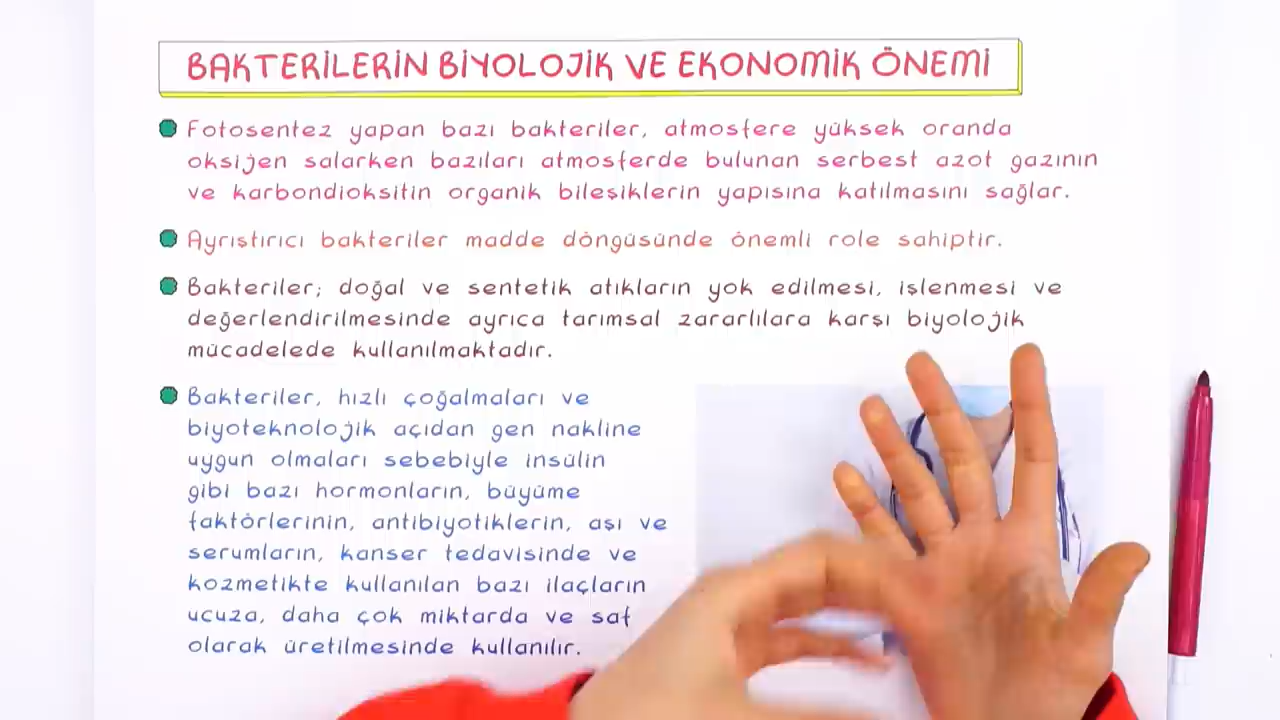 BAKTERİLERİN BİYOLOJİK VE EKONOMİK ÖNEMİ
Fotosentez yapan bazı bakteriler, atmosfere yüksek oranda
oksijen salarken bazıları atmosferde bulunan serbest azot gazının
ve karbondioksitin organik bileşiklerin yapısına katılmasını sağlar.
Ayrıştırıcı bakteriler madde döngüsünde önemli role sahiptir.
Bakteriler; doğal ve sentetik atıkların yok edilmesi, işlenmesi ve
değerlendirilmesinde ayrıca tarımsal zararlılara karşı biyolojik
mücadelede kullanılmaktadır.
Bakteriler, hızlı çoğalmaları ve
biyoteknolojik açıdan gen nakline
uygun olmaları sebebiyle insülin
gibi bazı hormonların, büyüme
faktörlerinin, antibiyotiklerin, aşı ve
serumların, kanser tedavisinde ve
kozmetikte kullanılan bazı ilaçların
ucuza, daha çok miktarda ve saf
olarak üretilmesinde kullanılır.